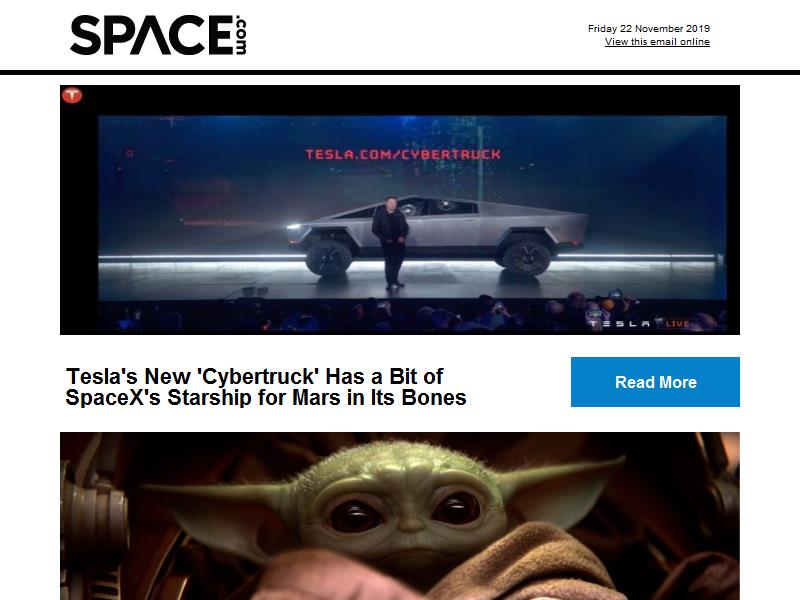 SPACE.com
Friday 22 November 2019
View this email online
TESLA.COM/CYBERTRUCK
TESLA LIVE
Tesla's New 'Cybertruck' Has a Bit of
SpaceX's Starship for Mars in Its Bones
Read More